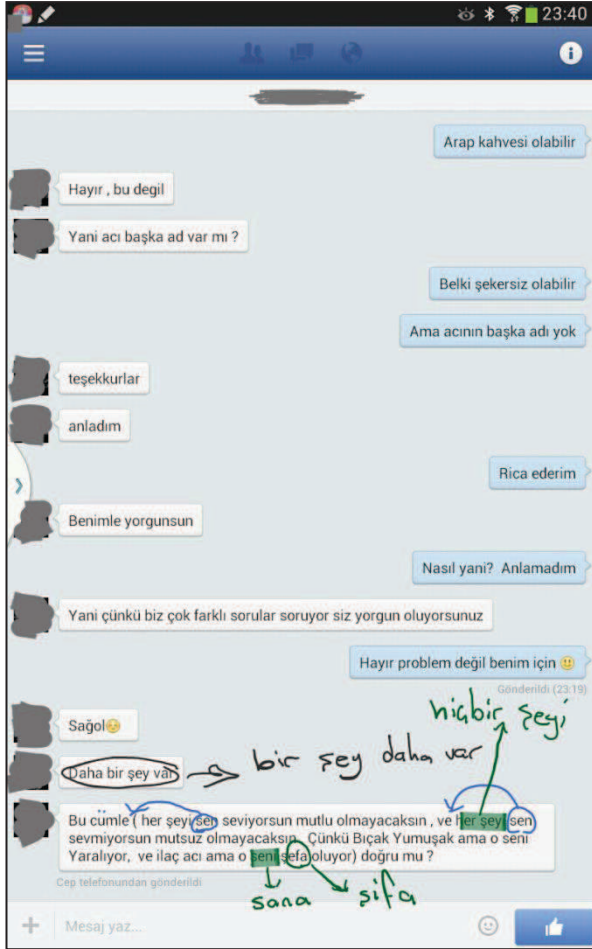 23:40
Arap kahvesi olabilir
Hayır , bu degil
Yani acı başka ad var mı ?
Belki şekersiz olabilir
Ama acının başka adı yok
teşekkurlar
anladım
Rica ederim
Benimle yorgunsun
Nasıl yani? Anlamadım
Yani çünkü biz çok farklı sorular soruyor siz yorgun oluyorsunuz
Hayır problem değil benim için 🙂
Gönderildi (23:19)
hiçbir şeyi
Sağol😔
Daha bir şey var
bir şey daha var
Bu cümle ( her şeyi sen seviyorsun mutlu olmayacaksın , ve her şeyi sen
sevmiyorsun mutsuz olmayacaksın. Çünkü Bıçak Yumuşak ama o seni
Yaralıyor, ve ilaç acı ama o seni şefa oluyor) doğru mu ?
Cep telefonundan gönderildi
sana
şifa
Mesaj yaz...